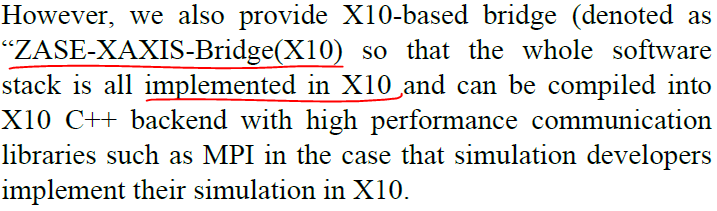 However, we also provide X10-based bridge (denoted as
“ZASE-XAXIS-Bridge(X10) so that the whole software
stack is all implemented in X10 and can be compiled into
X10 C++ backend with high performance communication
libraries such as MPI in the case that simulation developers
implement their simulation in X10.